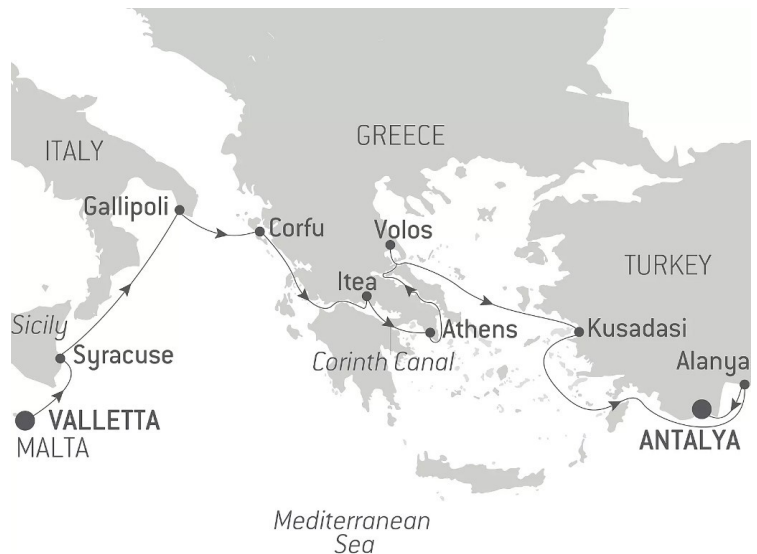 GREECE
ITALY
Gallipoli
Corfu
Volos
TURKEY
Itea
Sicily
Athens
Kusadasi
Syracuse
Corinth Canal
Alanya
VALLETTA
MALTA
ANTALYA
Mediterranean
Sea